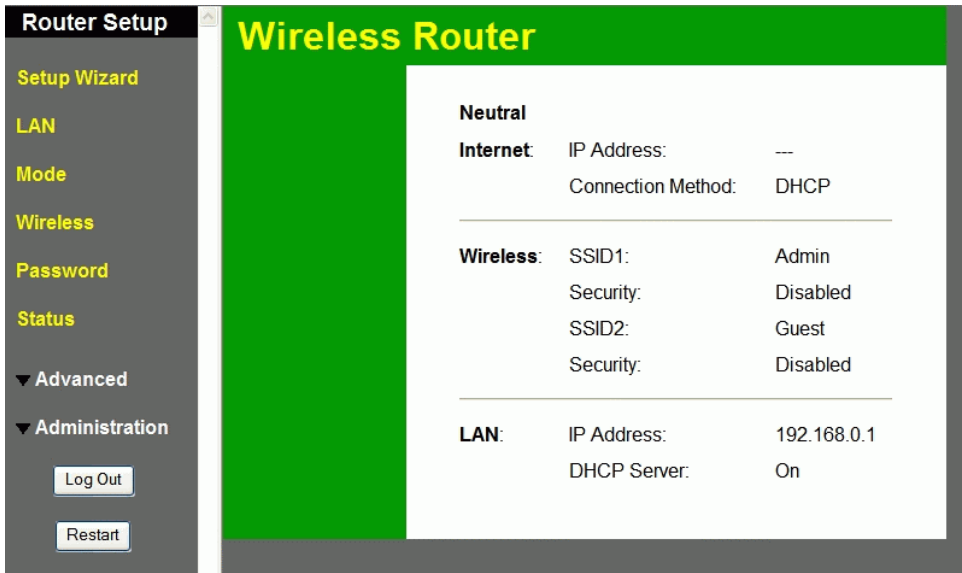 Router Setup
Setup Wizard
LAN
Mode
Wireless
Password
Status
Advanced
Administration
Log Out
Restart
Wireless Router
Neutral
Internet: IP Address: ---
Connection Method: DHCP
Wireless: SSID1: Admin
Security: Disabled
SSID2: Guest
Security: Disabled
LAN: IP Address: 192.168.0.1
DHCP Server: On